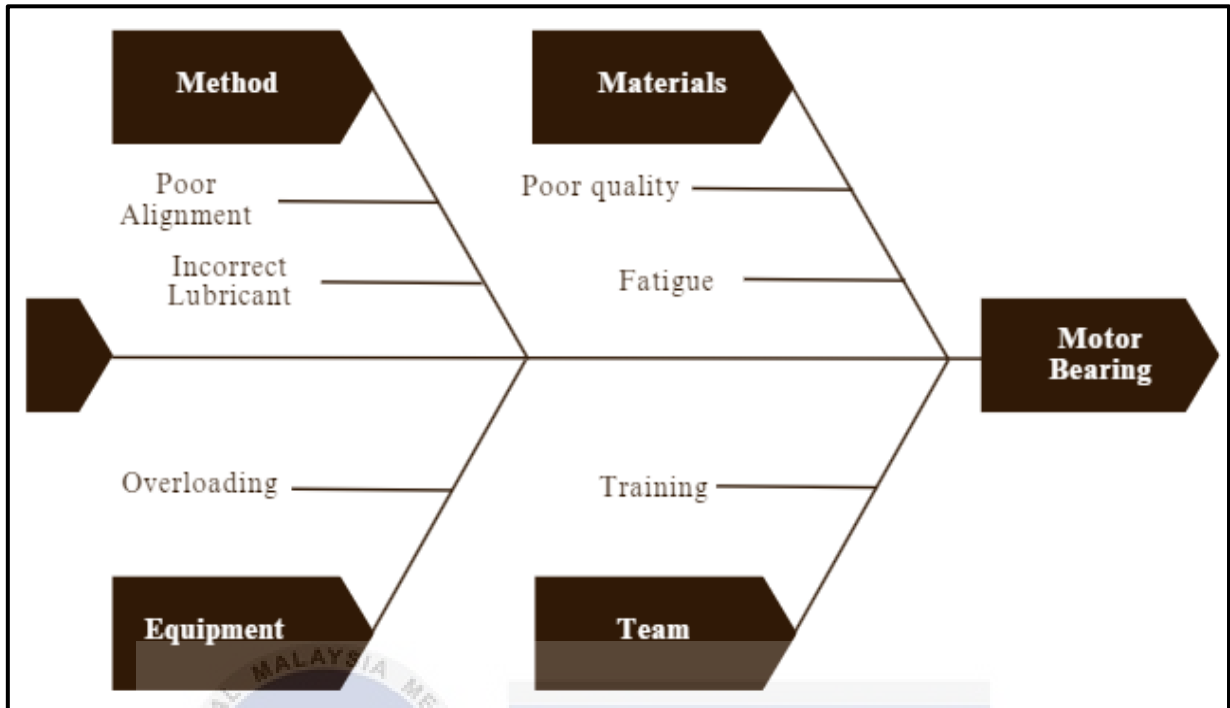 Method
Materials
Poor
Alignment
Poor quality
Incorrect
Lubricant
Fatigue
Motor
Bearing
Overloading
Training
Equipment
Team
MALAYSIA